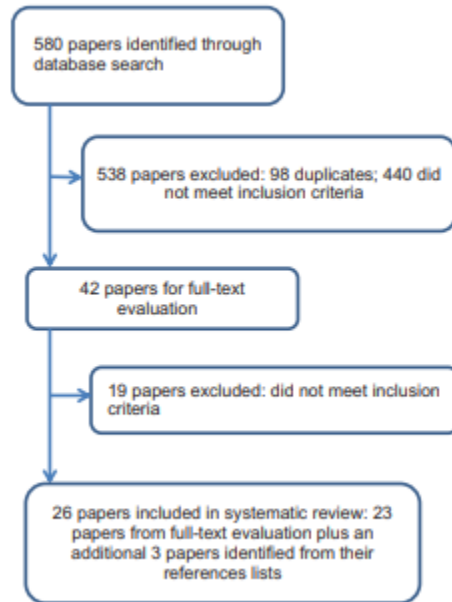 580 papers identified through
database search
538 papers excluded: 98 duplicates; 440 did
not meet inclusion criteria
42 papers for full-text
evaluation
19 papers excluded: did not meet inclusion
criteria
26 papers included in systematic review: 23
papers from full-text evaluation plus an
additional 3 papers identified from their
references lists